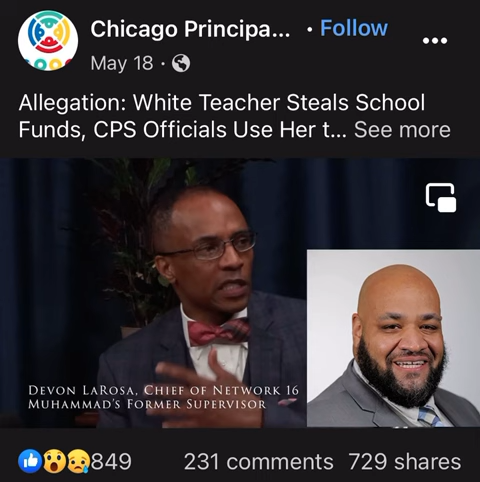 Chicago Principa... • Follow
May 18 ·
Allegation: White Teacher Steals School
Funds, CPS Officials Use Her t... See more
DEVON LAROSA, CHIEF OF NETWORK 16
MUHAMMAD'S FORMER SUPERVISOR
849 231 comments 729 shares